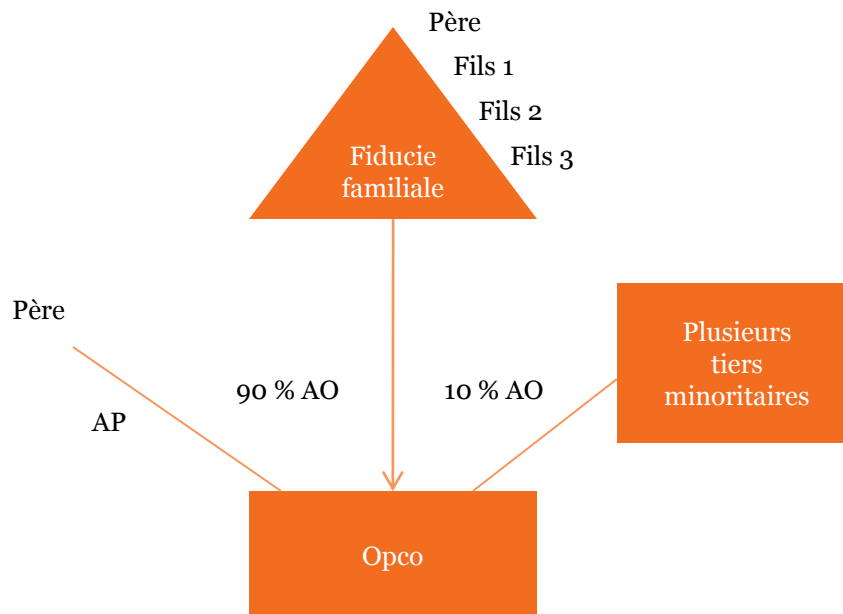 Père
Fils 1
Fils 2
Fils 3
Fiducie
familiale
Père
AP
90 % AO
10 % AO
Plusieurs
tiers
minoritaires
Opco